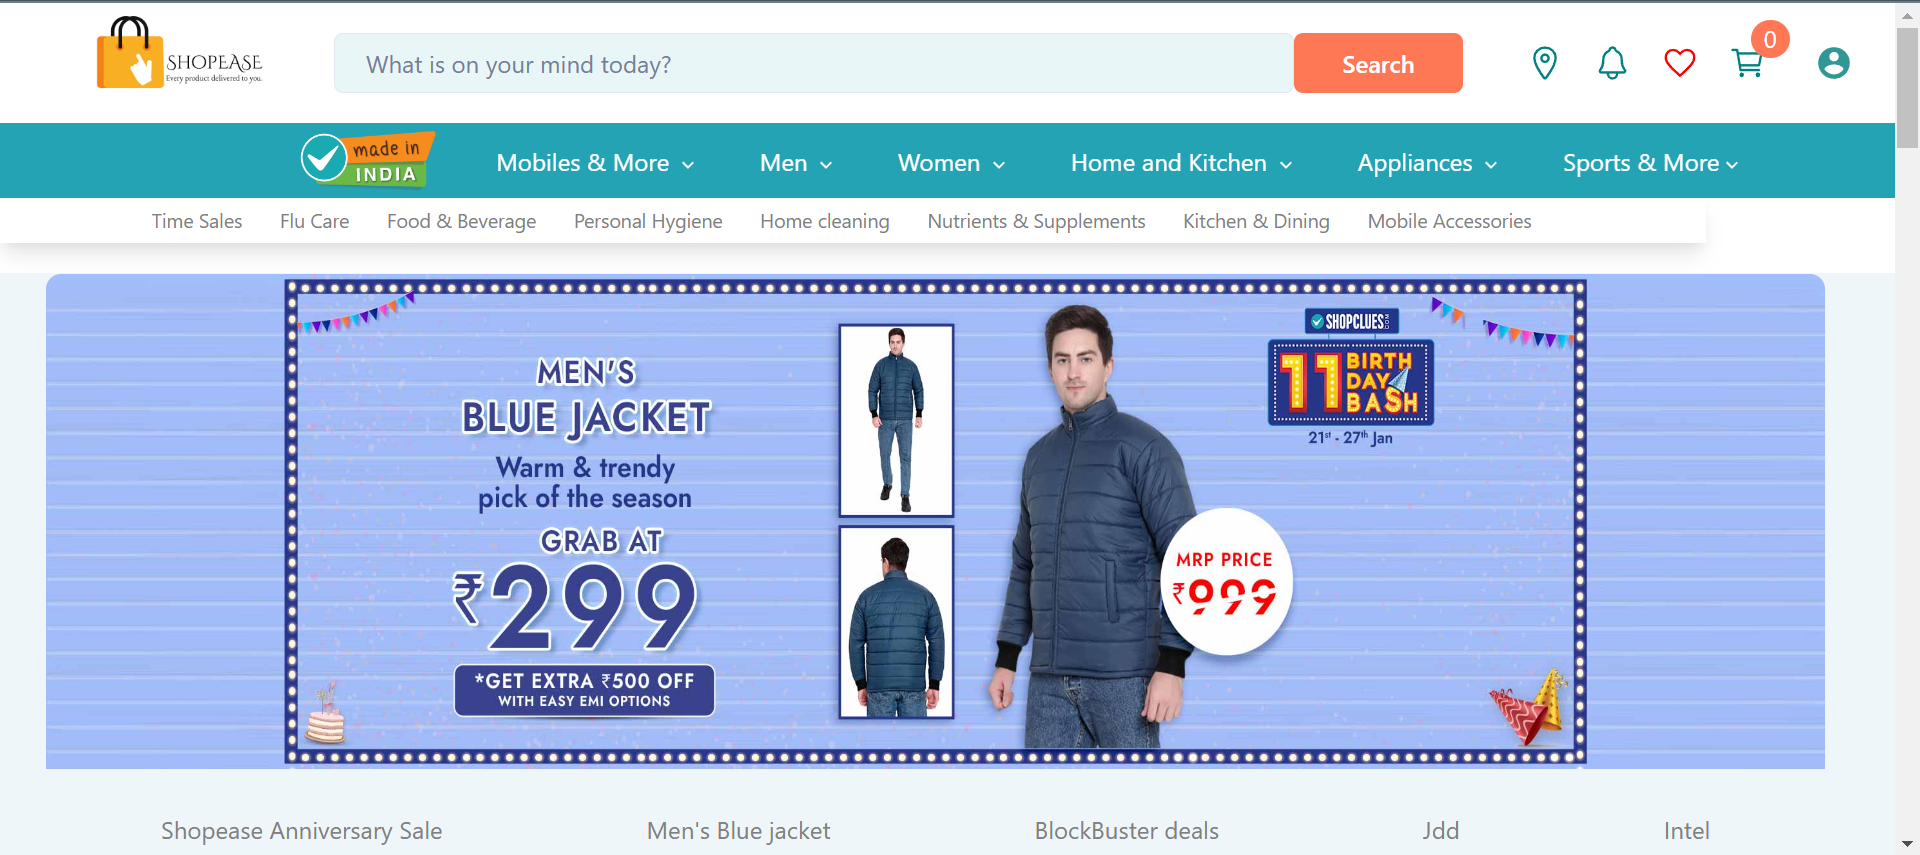 SHOPEASE
Every product delivered to you.
What is on your mind today?
Search
0
made in
INDIA
Mobiles & More
Men
Women
Home and Kitchen
Appliances
Sports & More
Time Sales
Flu Care
Food & Beverage
Personal Hygiene
Home cleaning
Nutrients & Supplements
Kitchen & Dining
Mobile Accessories
MEN'S
BLUE JACKET
Warm & trendy
pick of the season
GRAB AT
₹299
*GET EXTRA ₹500 OFF
WITH EASY EMI OPTIONS
MRP PRICE
₹999
SHOPCLUES.COM
11 BIRTH
DAY
BASH
21st - 27th Jan
Shopease Anniversary Sale
Men's Blue jacket
BlockBuster deals
Jdd
Intel